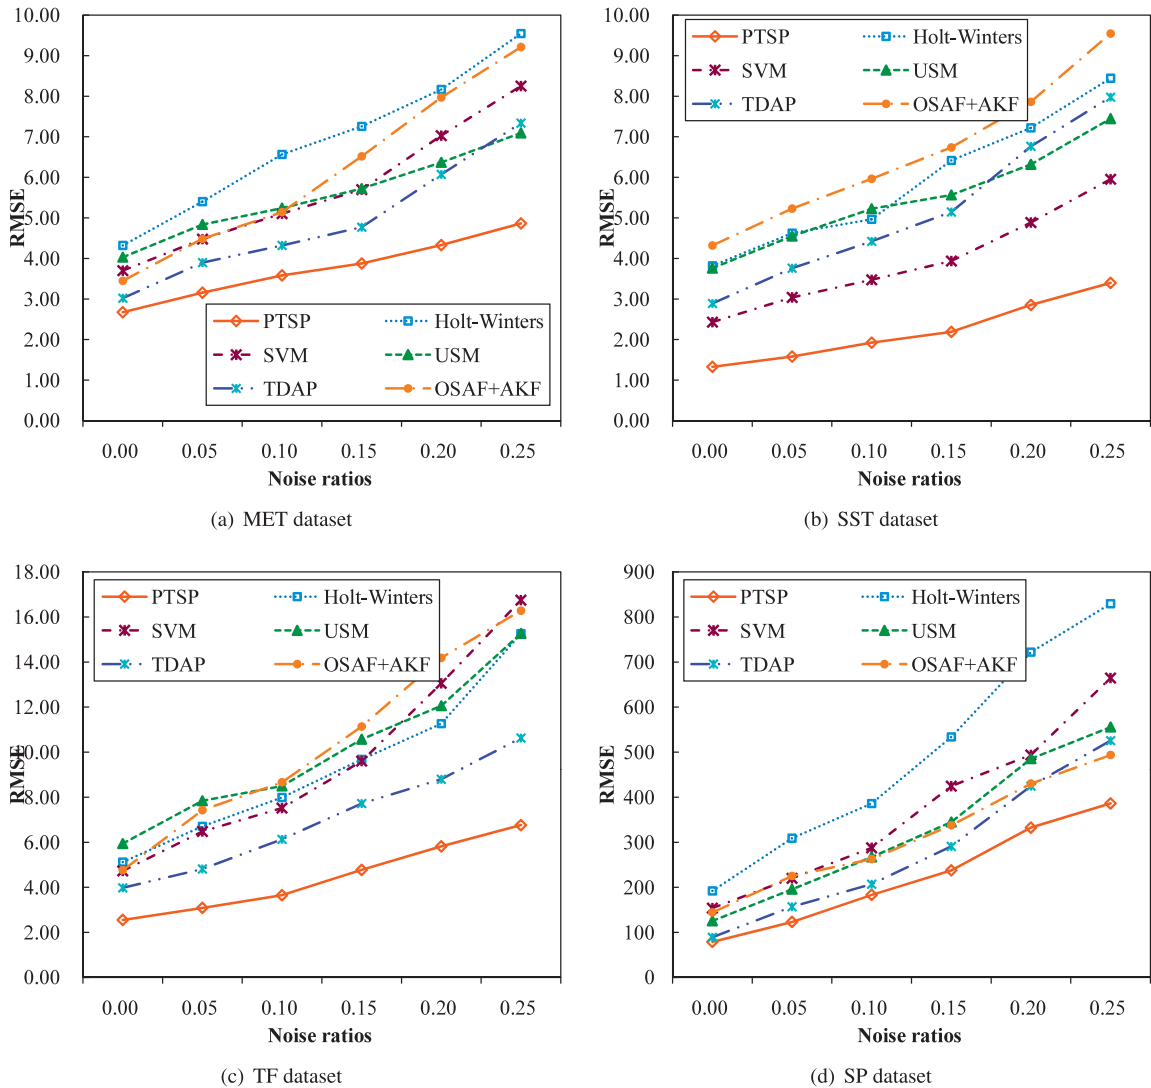 10.00
9.00
8.00
7.00
6.00
5.00
4.00
3.00
2.00
1.00
0.00
RMSE
PTSP
Holt-Winters
SVM
USM
TDAP
OSAF+AKF
0.00 0.05 0.10 0.15 0.20 0.25
Noise ratios
(a) MET dataset
10.00
9.00
8.00
7.00
6.00
5.00
4.00
3.00
2.00
1.00
0.00
RMSE
PTSP
Holt-Winters
SVM
USM
TDAP
OSAF+AKF
0.00 0.05 0.10 0.15 0.20 0.25
Noise ratios
(b) SST dataset
18.00
16.00
14.00
12.00
10.00
8.00
6.00
4.00
2.00
0.00
RMSE
PTSP
Holt-Winters
SVM
USM
TDAP
OSAF+AKF
0.00 0.05 0.10 0.15 0.20 0.25
Noise ratios
(c) TF dataset
900
800
700
600
500
400
300
200
100
0
RMSE
PTSP
Holt-Winters
SVM
USM
TDAP
OSAF+AKF
0.00 0.05 0.10 0.15 0.20 0.25
Noise ratios
(d) SP dataset